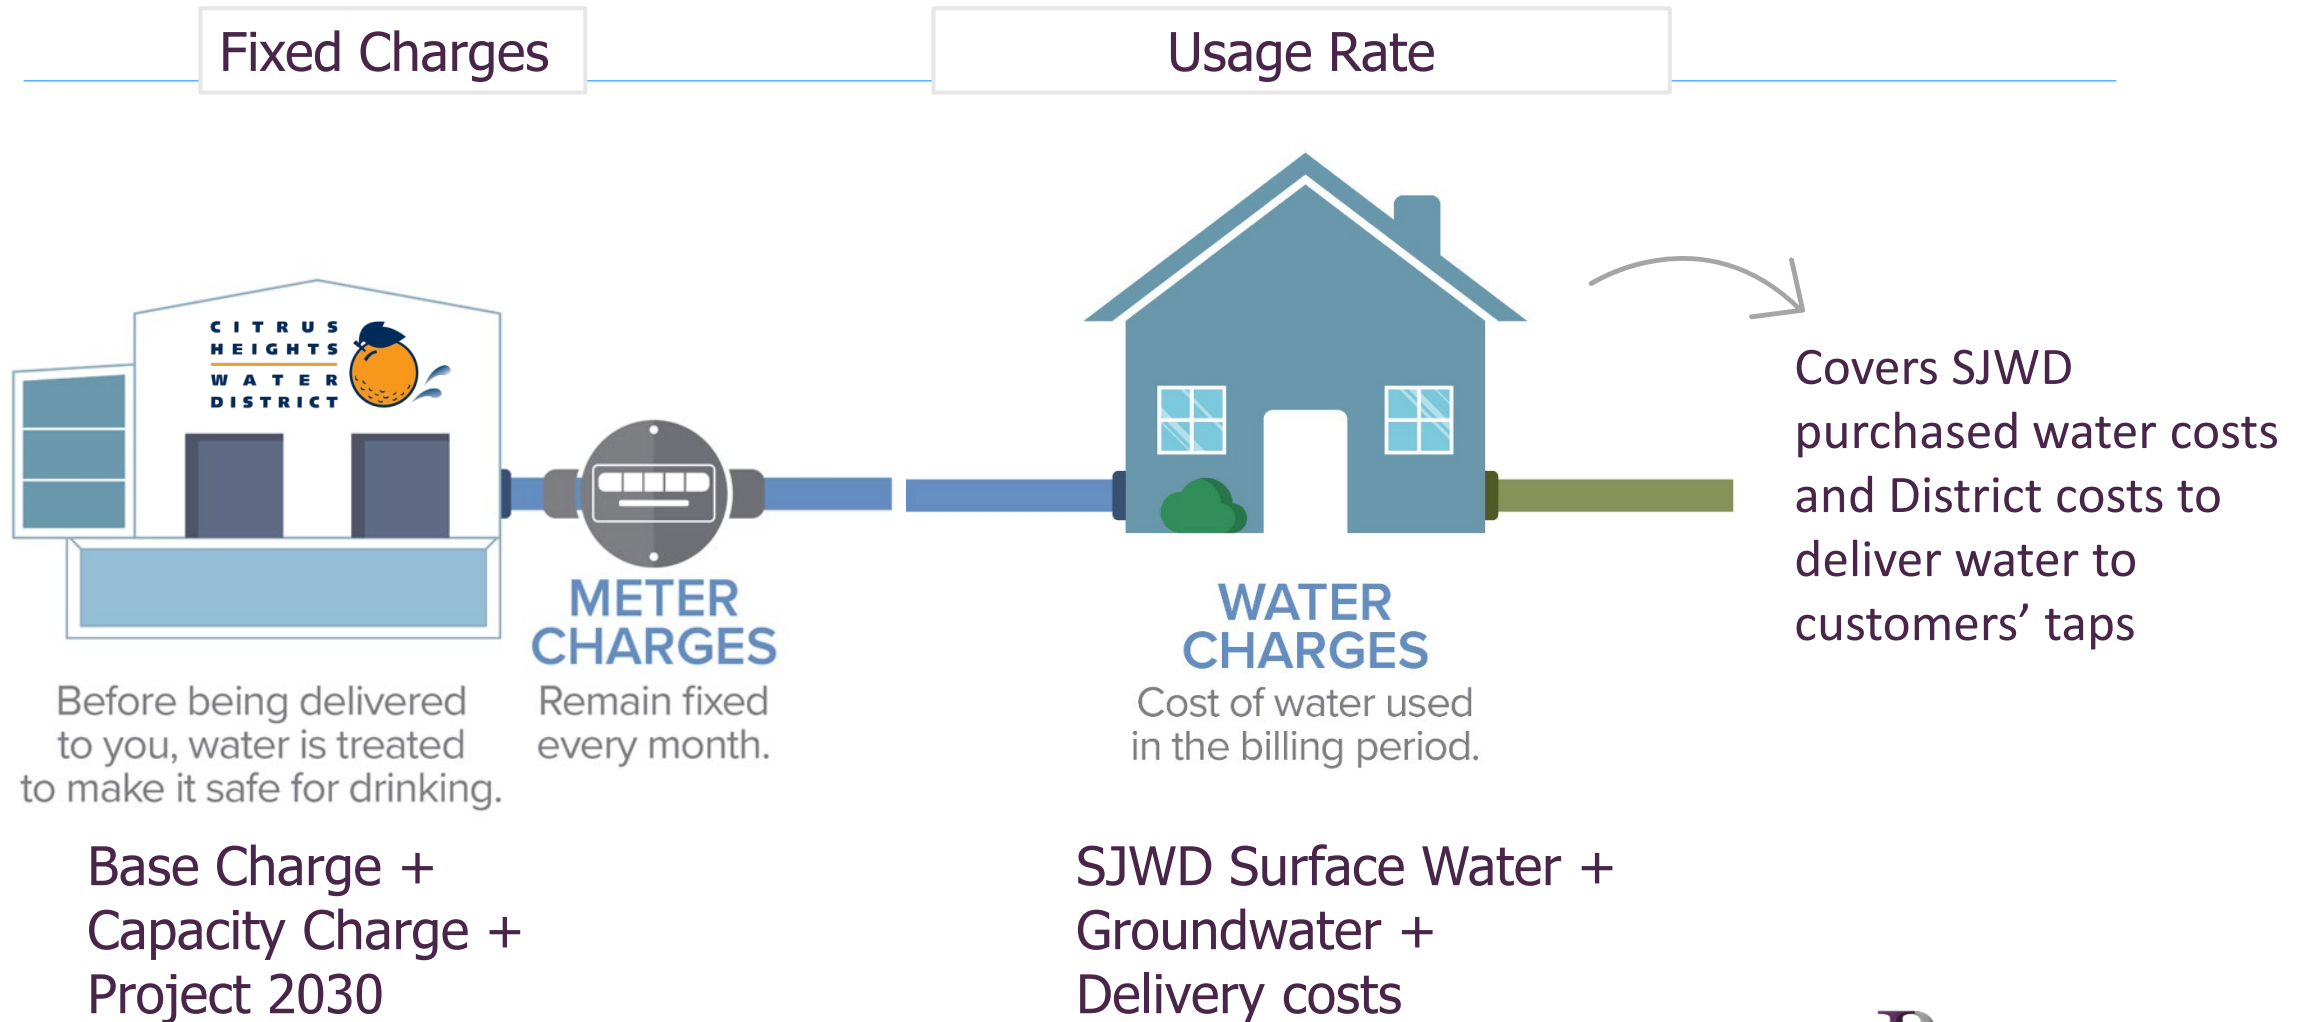 Fixed Charges
Usage Rate
CITRUS
HEIGHTS
WATER
DISTRICT
METER
CHARGES
Before being delivered
to you, water is treated
to make it safe for drinking.
Remain fixed
every month.
Base Charge +
Capacity Charge +
Project 2030
WATER
CHARGES
Cost of water used
in the billing period.
SJWD Surface Water +
Groundwater +
Delivery costs
Covers SJWD
purchased water costs
and District costs to
deliver water to
customers’ taps